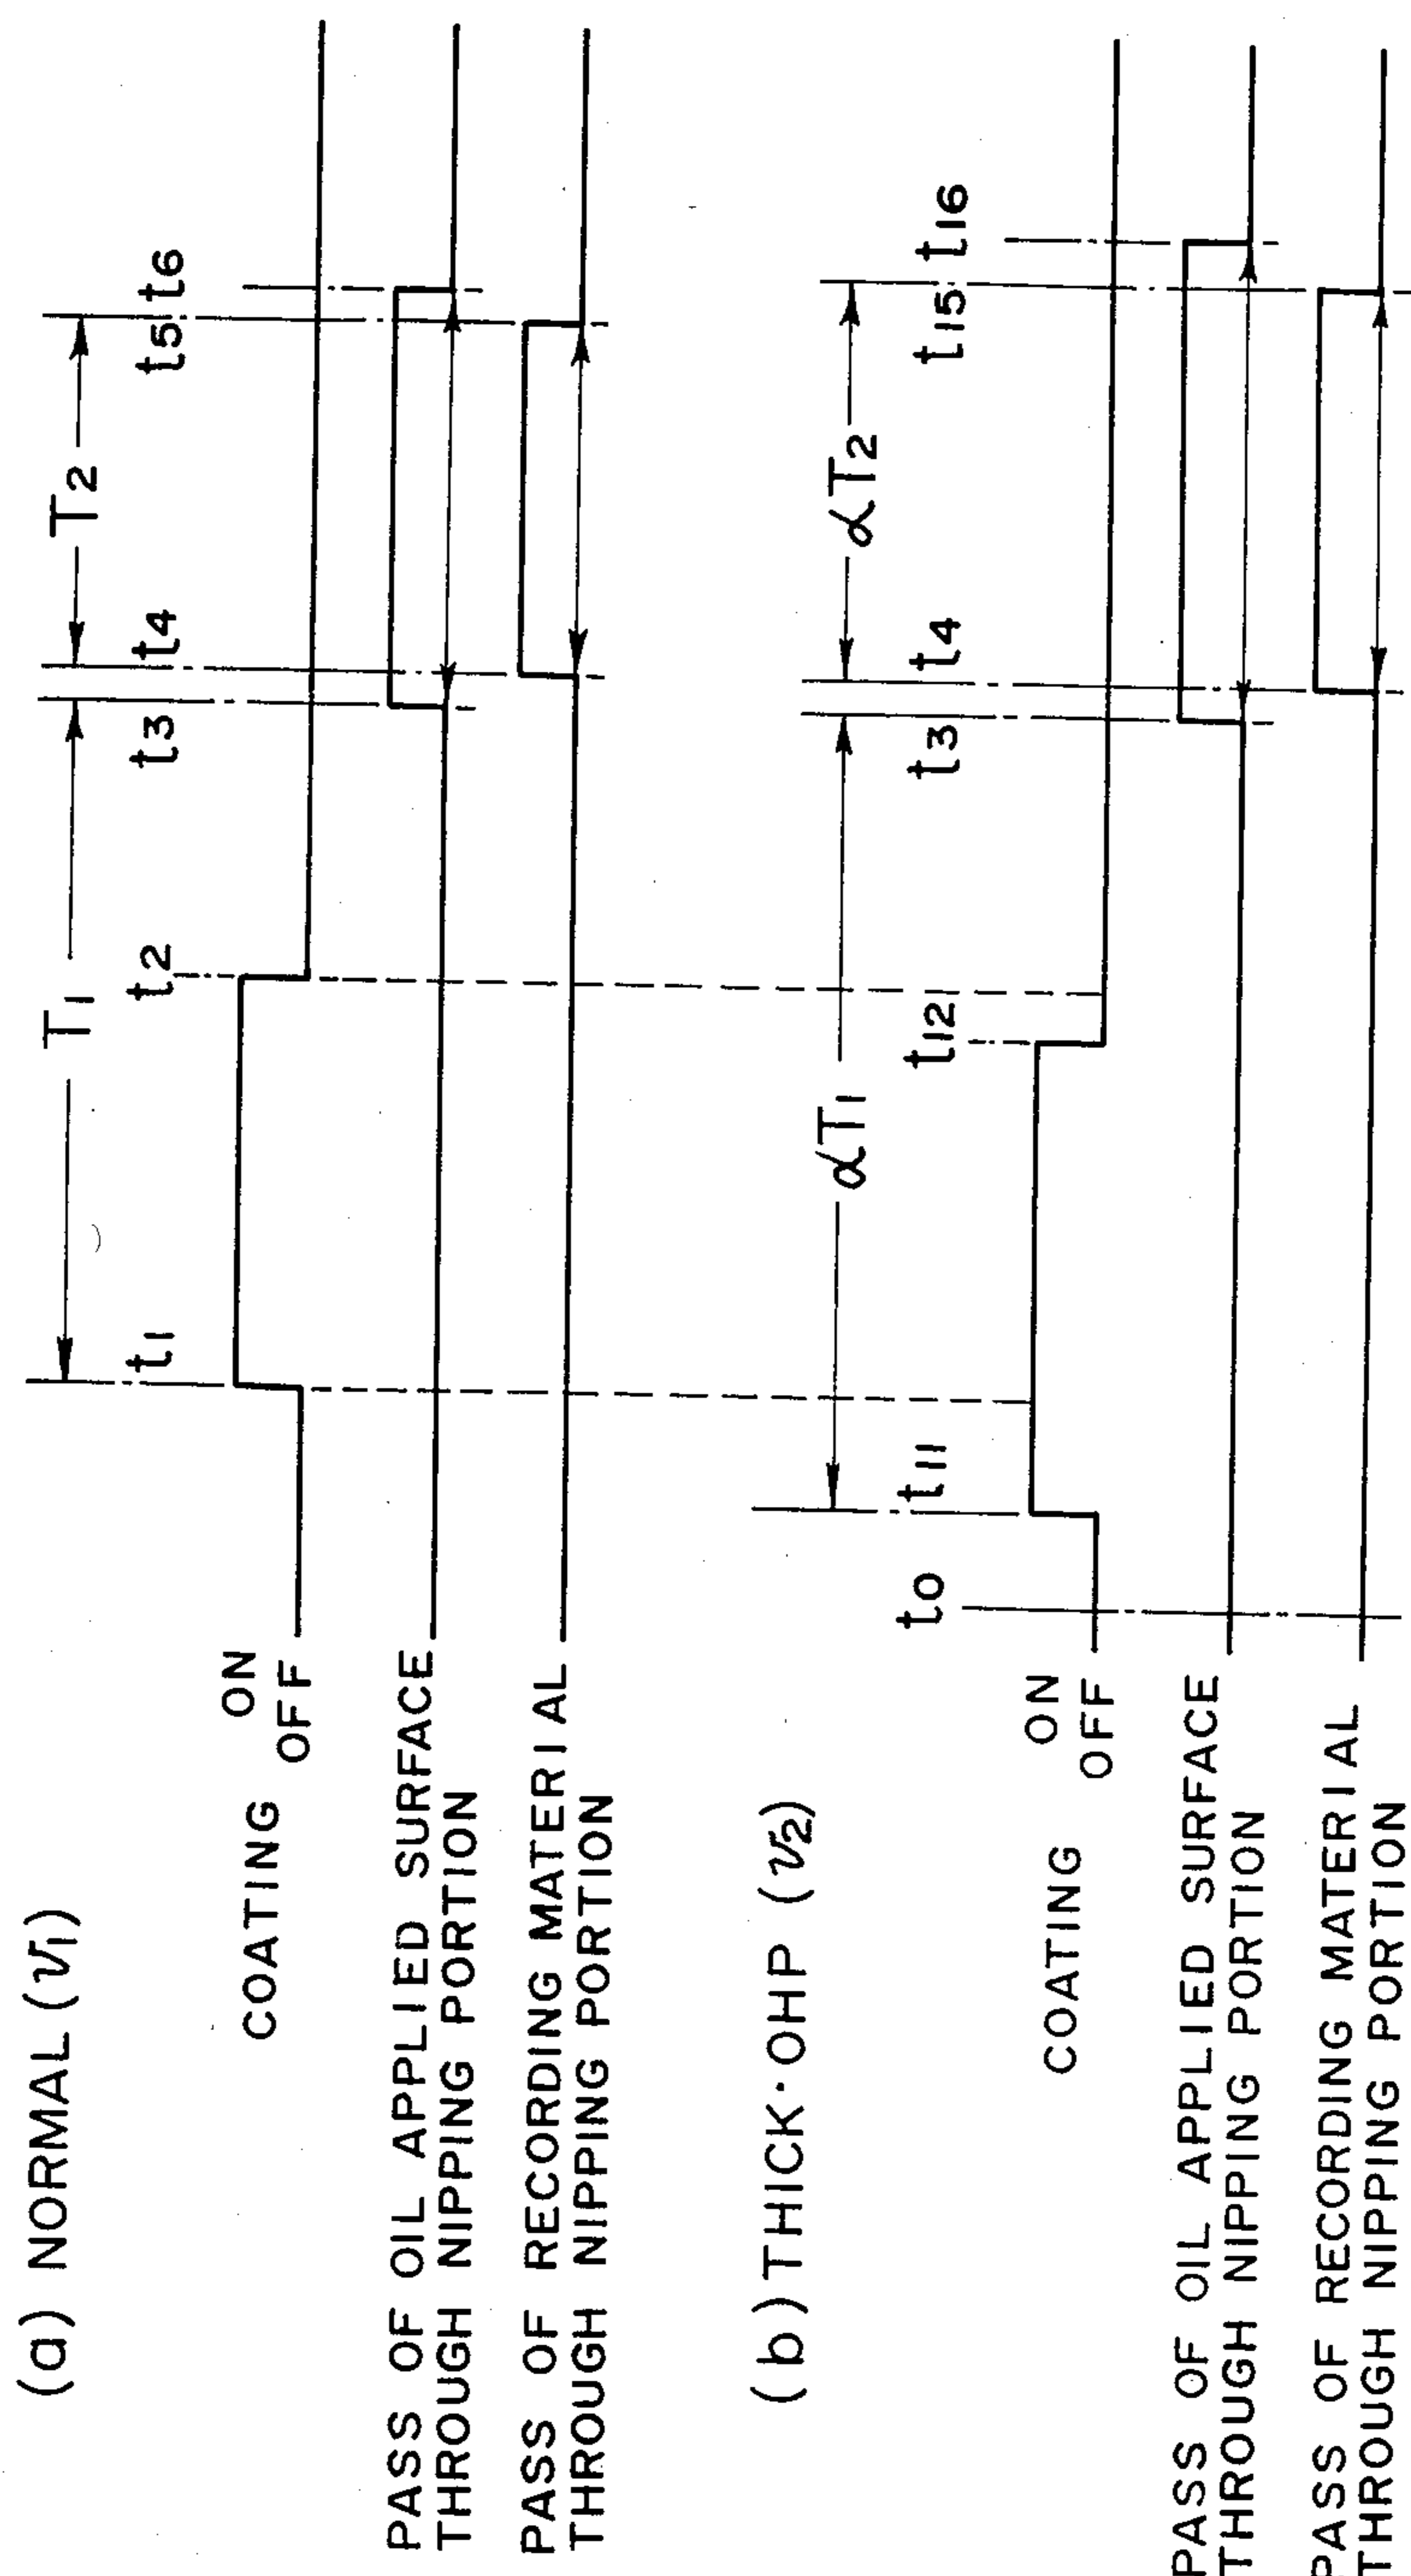 (a) NORMAL (v1)
T1
T2
t1
t2
t3
t4
t5
t6
COATING
ON
OFF
PASS OF OIL APPLIED SURFACE
THROUGH NIPPING PORTION
PASS OF RECORDING MATERIAL
THROUGH NIPPING PORTION
(b) THICK·OHP (v2)
αT1
αT2
t0
t11
t12
t3
t4
t15
t16
COATING
ON
OFF
PASS OF OIL APPLIED SURFACE
THROUGH NIPPING PORTION
PASS OF RECORDING MATERIAL
THROUGH NIPPING PORTION